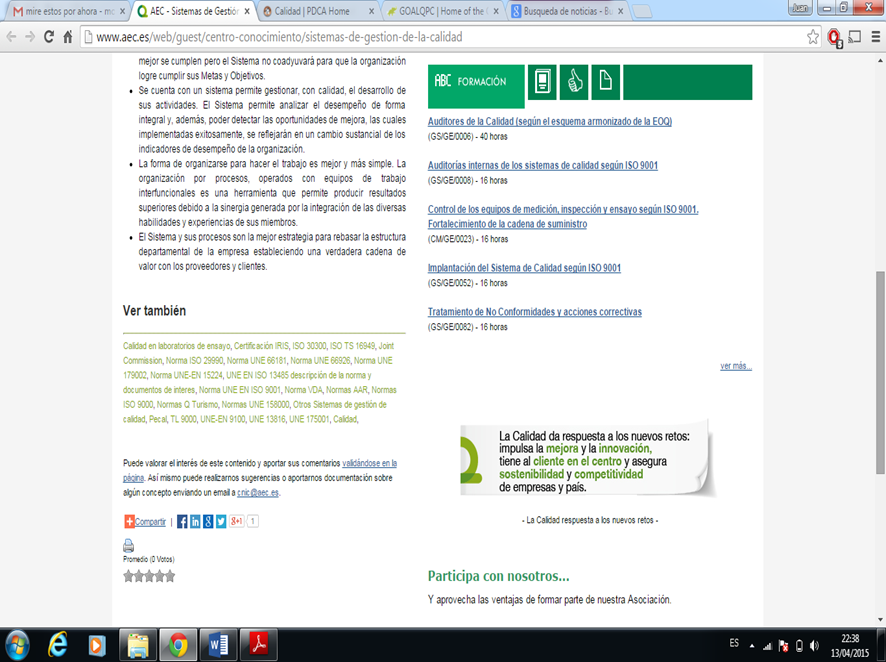 mire estos por ahora - mo
AEC - Sistemas de Gestión
Calidad | PDCA Home
GOALQPC | Home of the
Busqueda de noticias - Bu
Juan
www.aec.es/web/guest/centro-conocimiento/sistemas-de-gestion-de-la-calidad
mejor se cumplen pero el Sistema no coadyuvará para que la organización
logre cumplir sus Metas y Objetivos.
Se cuenta con un sistema permite gestionar, con calidad, el desarrollo de
sus actividades. El Sistema permite analizar el desempeño de forma
integral y, además, poder detectar las oportunidades de mejora, las cuales
implementadas exitosamente, se reflejarán en un cambio sustancial de los
indicadores de desempeño de la organización.
La forma de organizarse para hacer el trabajo es mejor y más simple. La
organización por procesos, operados con equipos de trabajo
interfuncionales es una herramienta que permite producir resultados
superiores debido a la sinergia generada por la integración de las diversas
habilidades y experiencias de sus miembros.
El Sistema y sus procesos son la mejor estrategia para rebasar la estructura
departamental de la empresa estableciendo una verdadera cadena de
valor con los proveedores y clientes.
Ver también
Calidad en laboratorios de ensayo, Certificación IRIS, ISO 30300, ISO TS 16949, Joint
Commission, Norma ISO 29990, Norma UNE 66181, Norma UNE 66926, Norma UNE
179002, Norma UNE-EN 15224, UNE EN ISO 13485 descripción de la norma y
documentos de interes, Norma UNE EN ISO 9001, Norma VDA, Normas AAR, Normas
ISO 9000, Normas Q Turismo, Normas UNE 158000, Otros Sistemas de gestión de
calidad, Pecal, TL 9000, UNE-EN 9100, UNE 13816, UNE 175001, Calidad,
Puede valorar el interés de este contenido y aportar sus comentarios validándose en la
página. Así mismo puede realizarnos sugerencias o aportarnos documentación sobre
algún concepto enviando un email a cnic@aec.es.
Compartir | g+1 1
Promedio (0 Votos)
ABC FORMACIÓN
Auditores de la Calidad (según el esquema armonizado de la EOQ)
(GS/GE/0006) - 40 horas
Auditorías internas de los sistemas de calidad según ISO 9001
(GS/GE/0008) - 16 horas
Control de los equipos de medición, inspección y ensayo según ISO 9001.
Fortalecimiento de la cadena de suministro
(CM/GE/0023) - 16 horas
Implantación del Sistema de Calidad según ISO 9001
(GS/GE/0052) - 16 horas
Tratamiento de No Conformidades y acciones correctivas
(GS/GE/0082) - 16 horas
ver más...
La Calidad da respuesta a los nuevos retos:
impulsa la mejora y la innovación,
tiene al cliente en el centro y asegura
sostenibilidad y competitividad
de empresas y país.
- La Calidad respuesta a los nuevos retos -
Participa con nosotros...
Y aprovecha las ventajas de formar parte de nuestra Asociación.
ES
22:38
13/04/2015